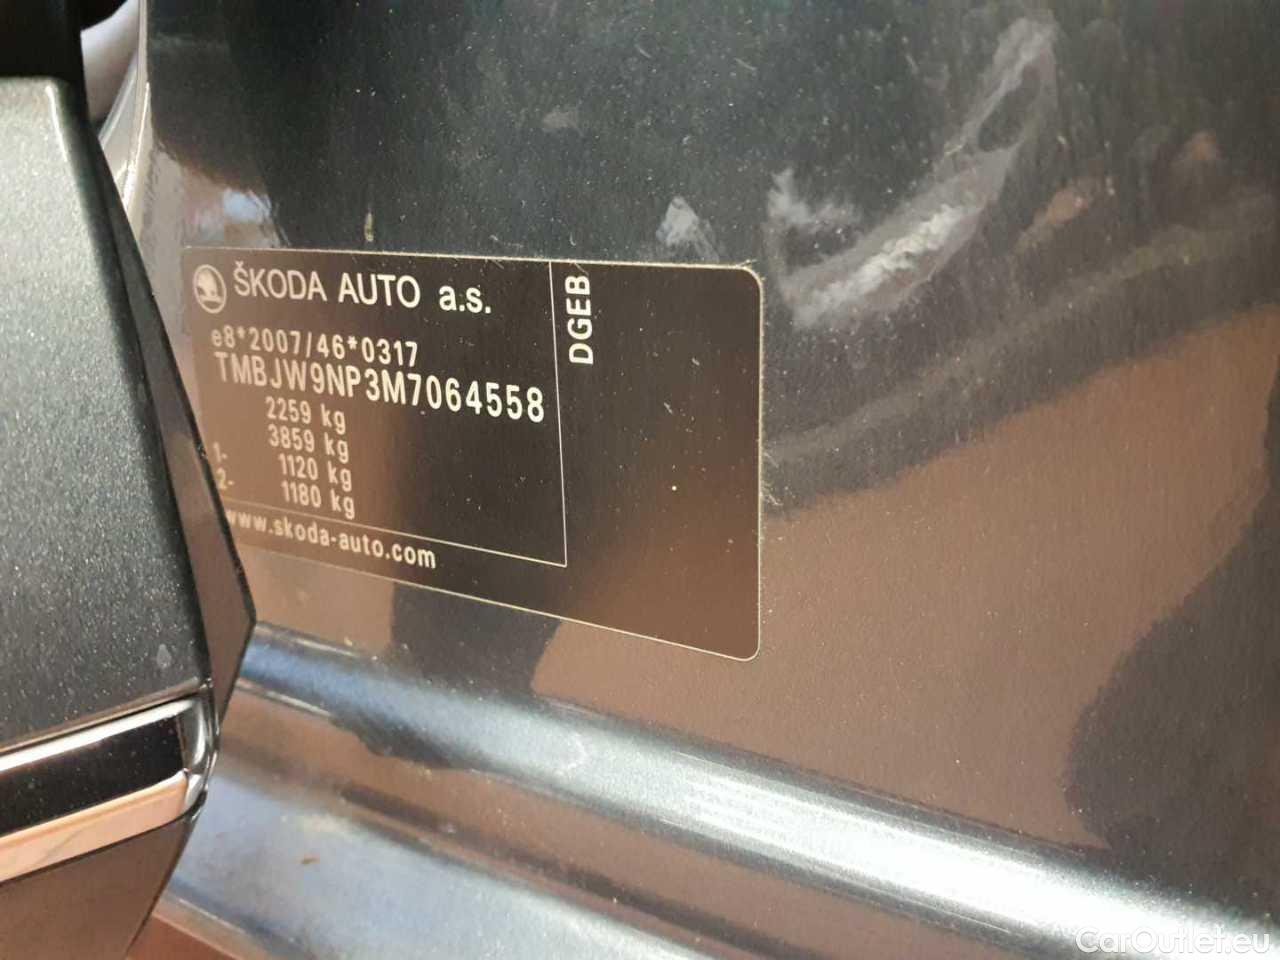 ŠKODA AUTO a.s.
DGEB
e8*2007/46*0317
TMBJW9NP3M7064558
2259 kg
3859 kg
1- 1120 kg
2- 1180 kg
www.skoda-auto.com
CarOutlet.eu